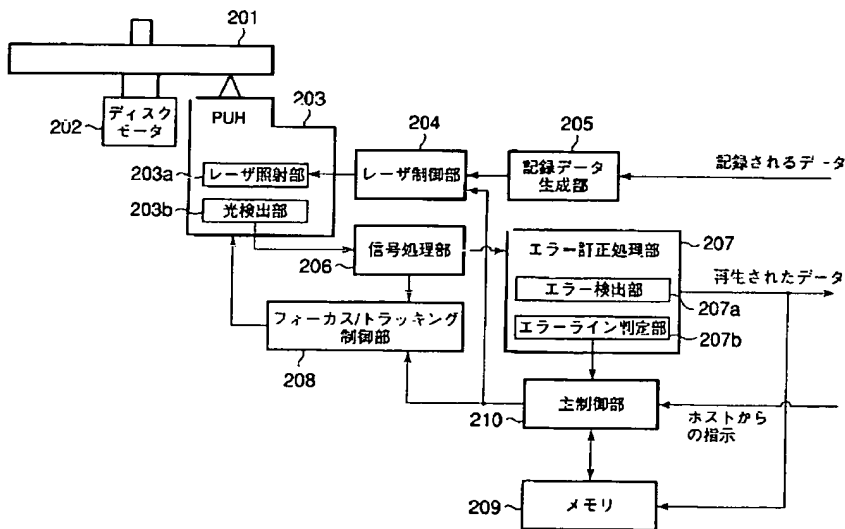 201
ディスク
モータ
202
PUH
203
203a
レーザ照射部
203b
光検出部
204
レーザ制御部
205
記録データ
生成部
記録されるデータ
信号処理部
206
エラー訂正処理部
207
エラー検出部
207a
エラーライン判定部
207b
再生されたデータ
フォーカス/トラッキング
制御部
208
主制御部
210
ホストから
の指示
メモリ
209